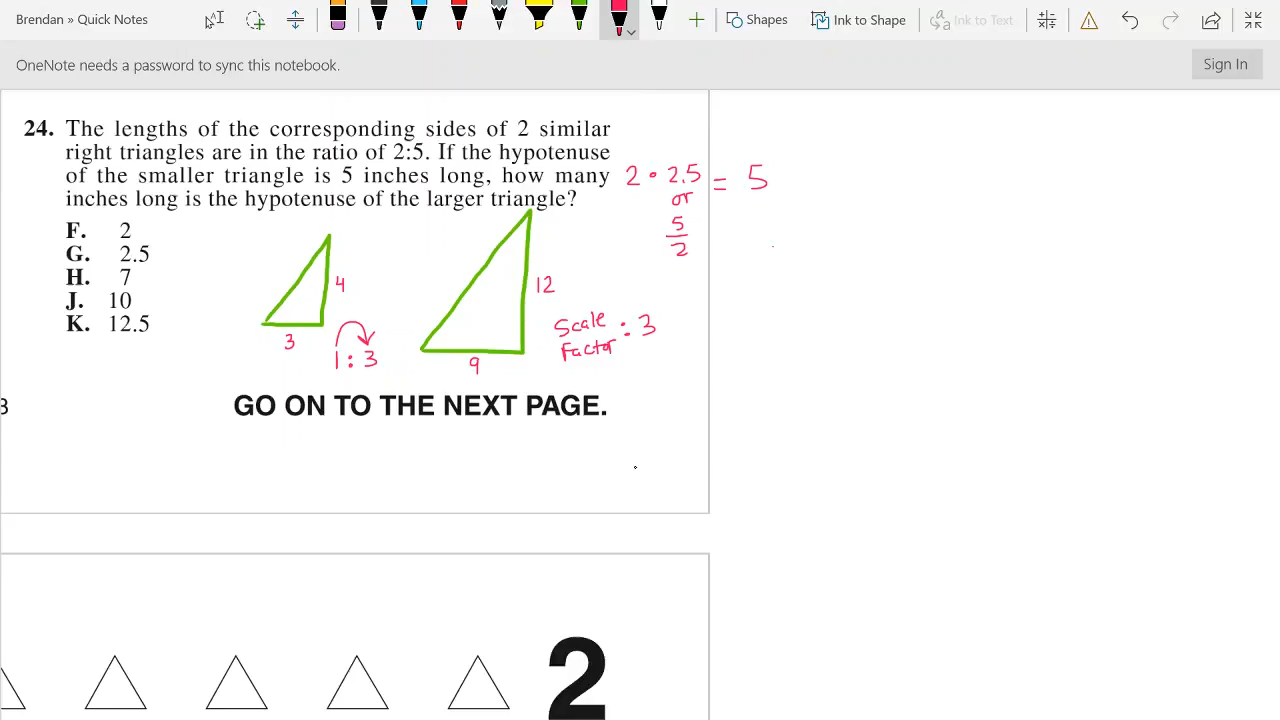 Brendan » Quick Notes
Shapes
Ink to Shape
Ink to Text
OneNote needs a password to sync this notebook.
Sign In
24. The lengths of the corresponding sides of 2 similar
right triangles are in the ratio of 2:5. If the hypotenuse
of the smaller triangle is 5 inches long, how many
inches long is the hypotenuse of the larger triangle?
F. 2
G. 2.5
H. 7
J. 10
K. 12.5
2 • 2.5 = 5
or
5
2
4
3
1 : 3
12
9
Scale
Factor : 3
3
GO ON TO THE NEXT PAGE.
2